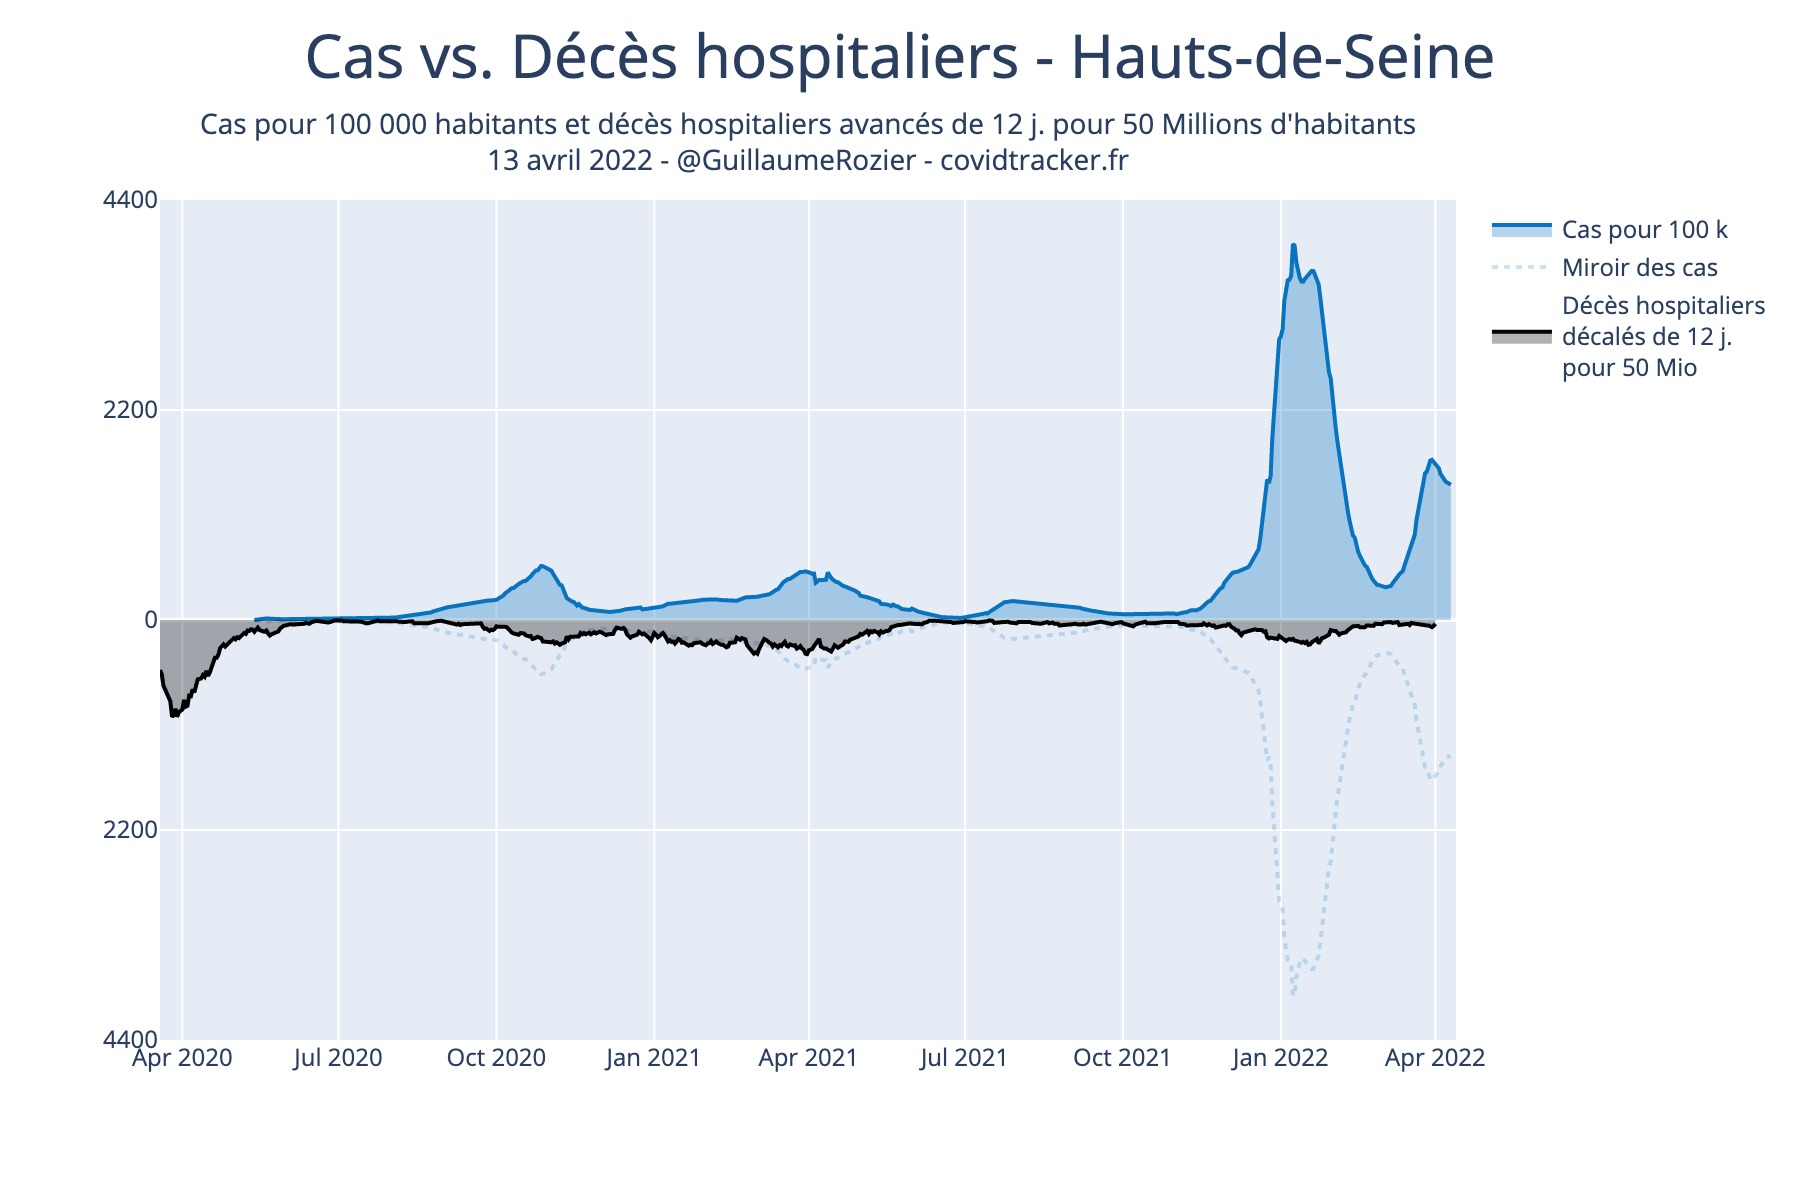 Cas vs. Décès hospitaliers - Hauts-de-Seine
Cas pour 100 000 habitants et décès hospitaliers avancés de 12 j. pour 50 Millions d'habitants
13 avril 2022 - @GuillaumeRozier - covidtracker.fr
4400
2200
0
2200
4400
Apr 2020
Jul 2020
Oct 2020
Jan 2021
Apr 2021
Jul 2021
Oct 2021
Jan 2022
Apr 2022
Cas pour 100 k
Miroir des cas
Décès hospitaliers
décalés de 12 j.
pour 50 Mio